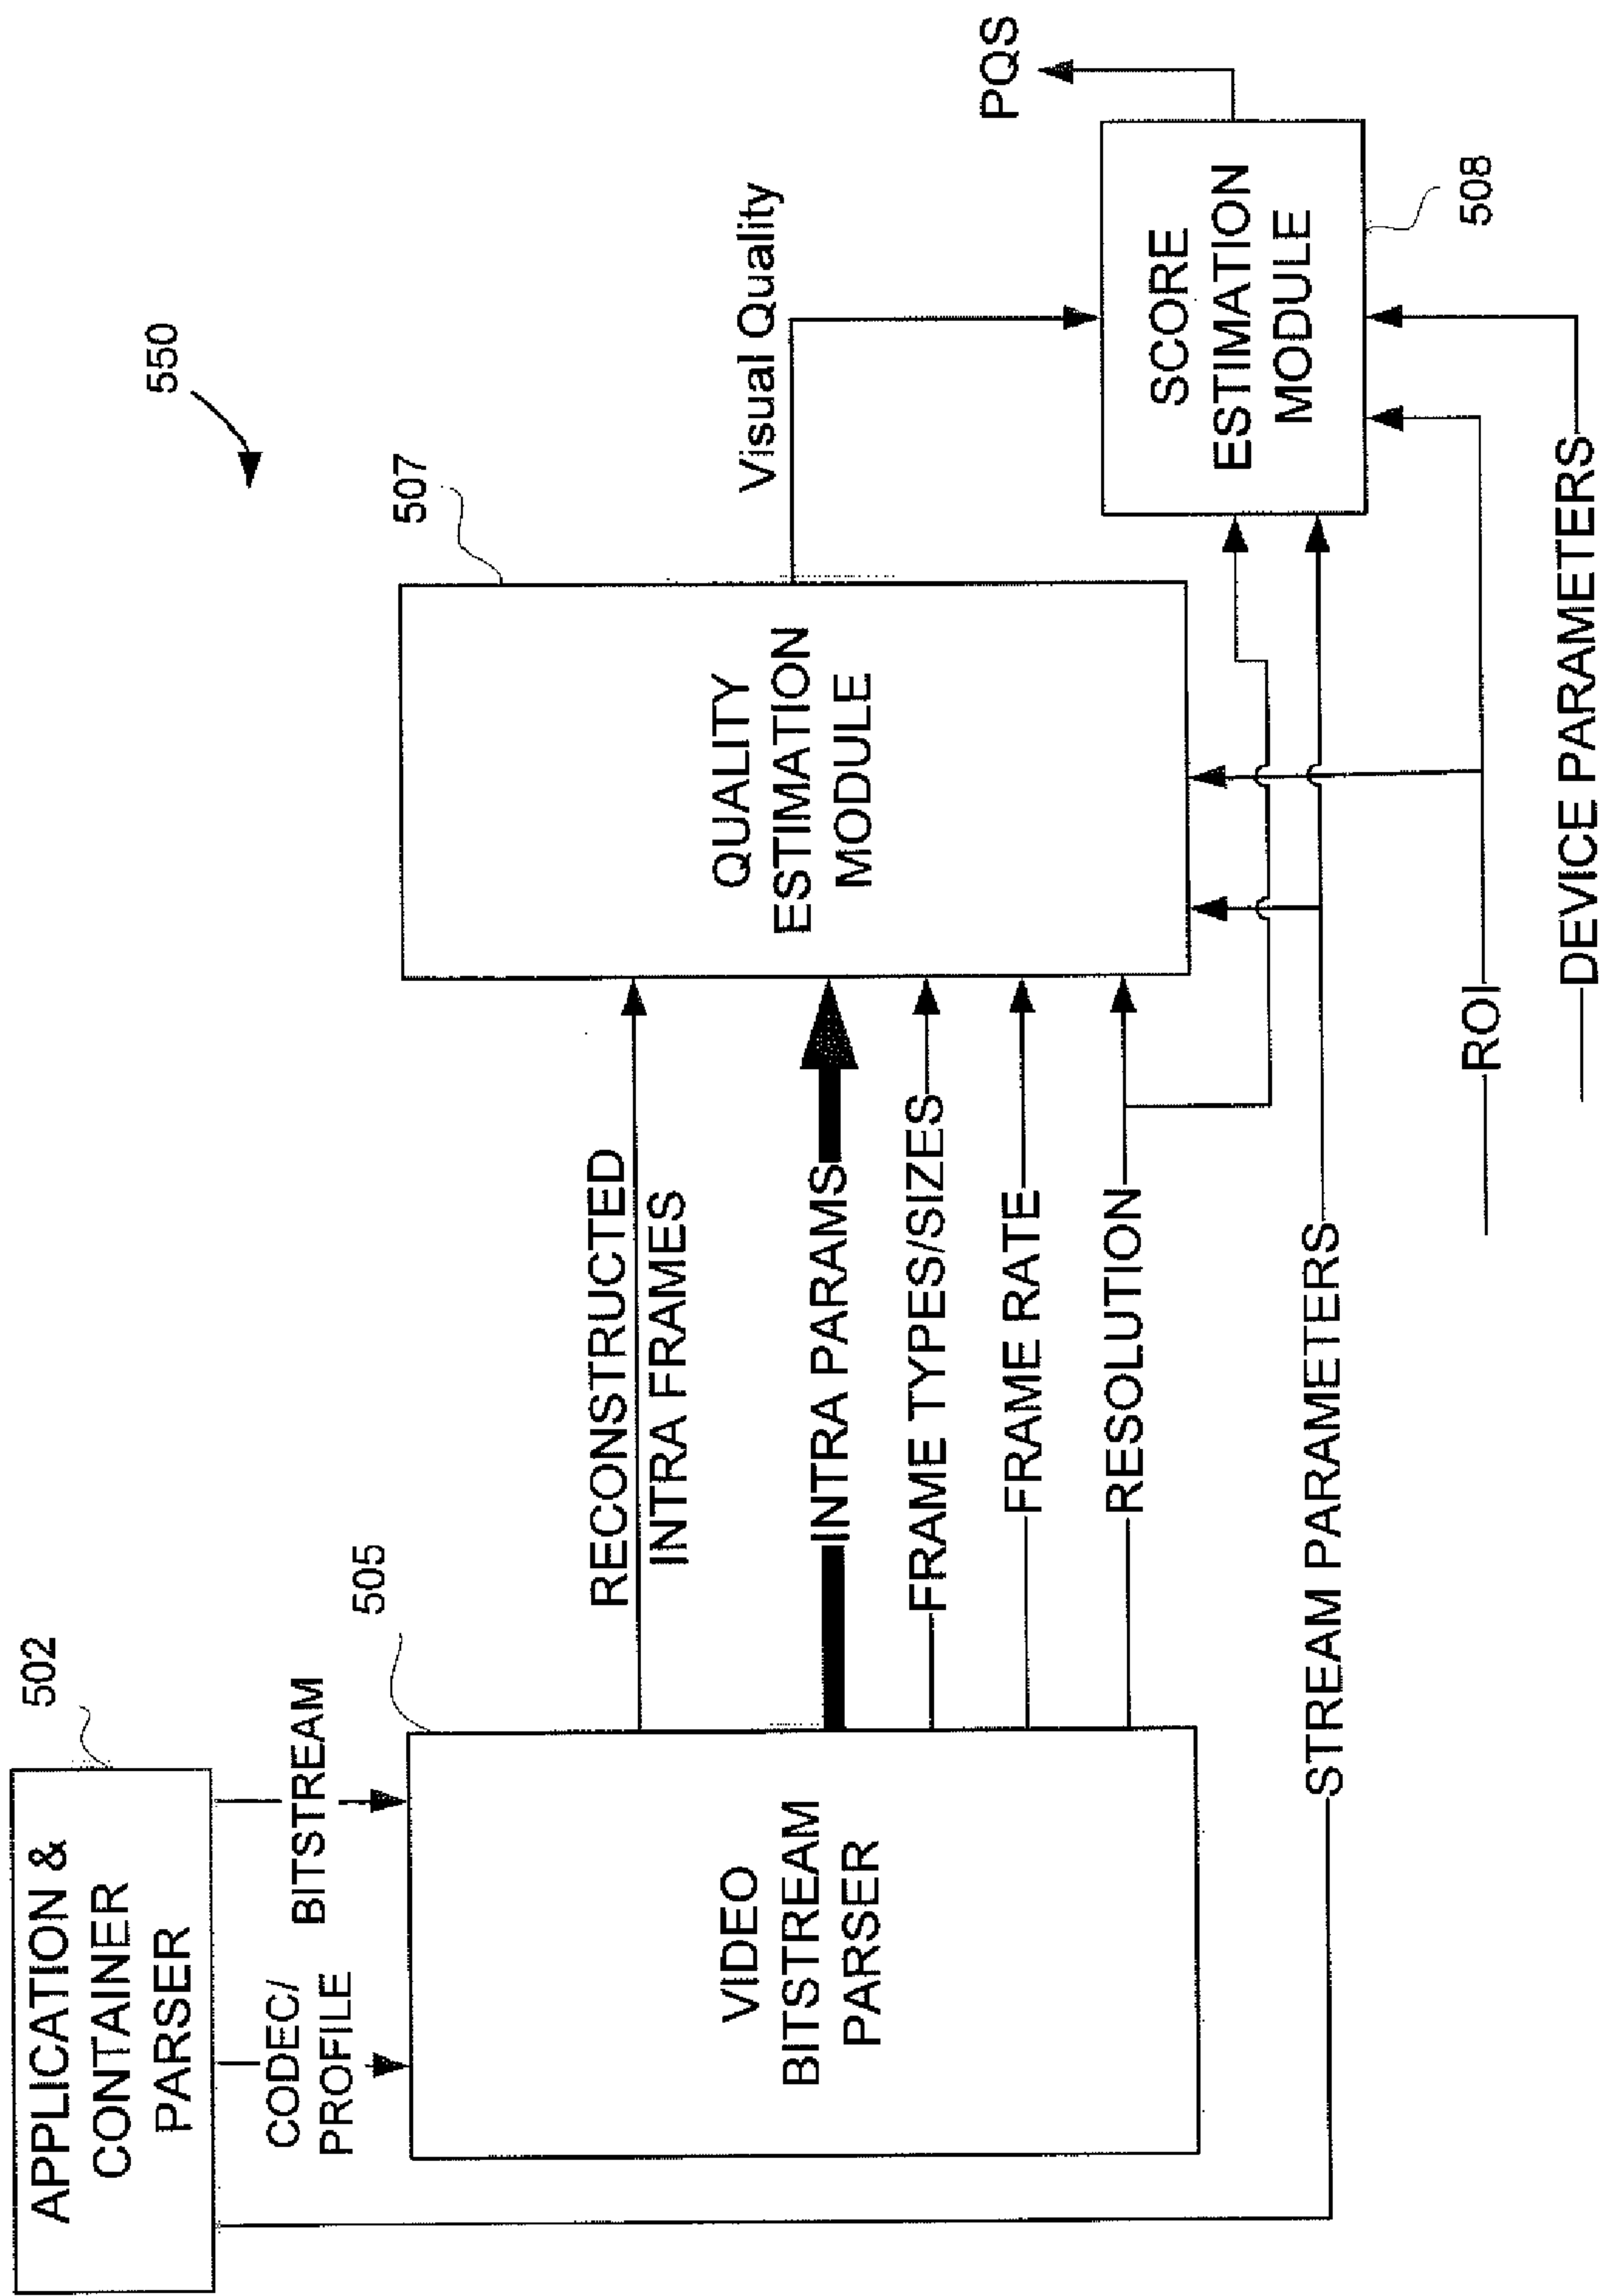 550
502
APPLICATION &
CONTAINER
PARSER
CODEC/
PROFILE
BITSTREAM
505
VIDEO
BITSTREAM
PARSER
RECONSTRUCTED
INTRA FRAMES
INTRA PARAMS
FRAME TYPES/SIZES
FRAME RATE
RESOLUTION
STREAM PARAMETERS
507
QUALITY
ESTIMATION
MODULE
Visual Quality
PQS
SCORE
ESTIMATION
MODULE
508
ROI
DEVICE PARAMETERS